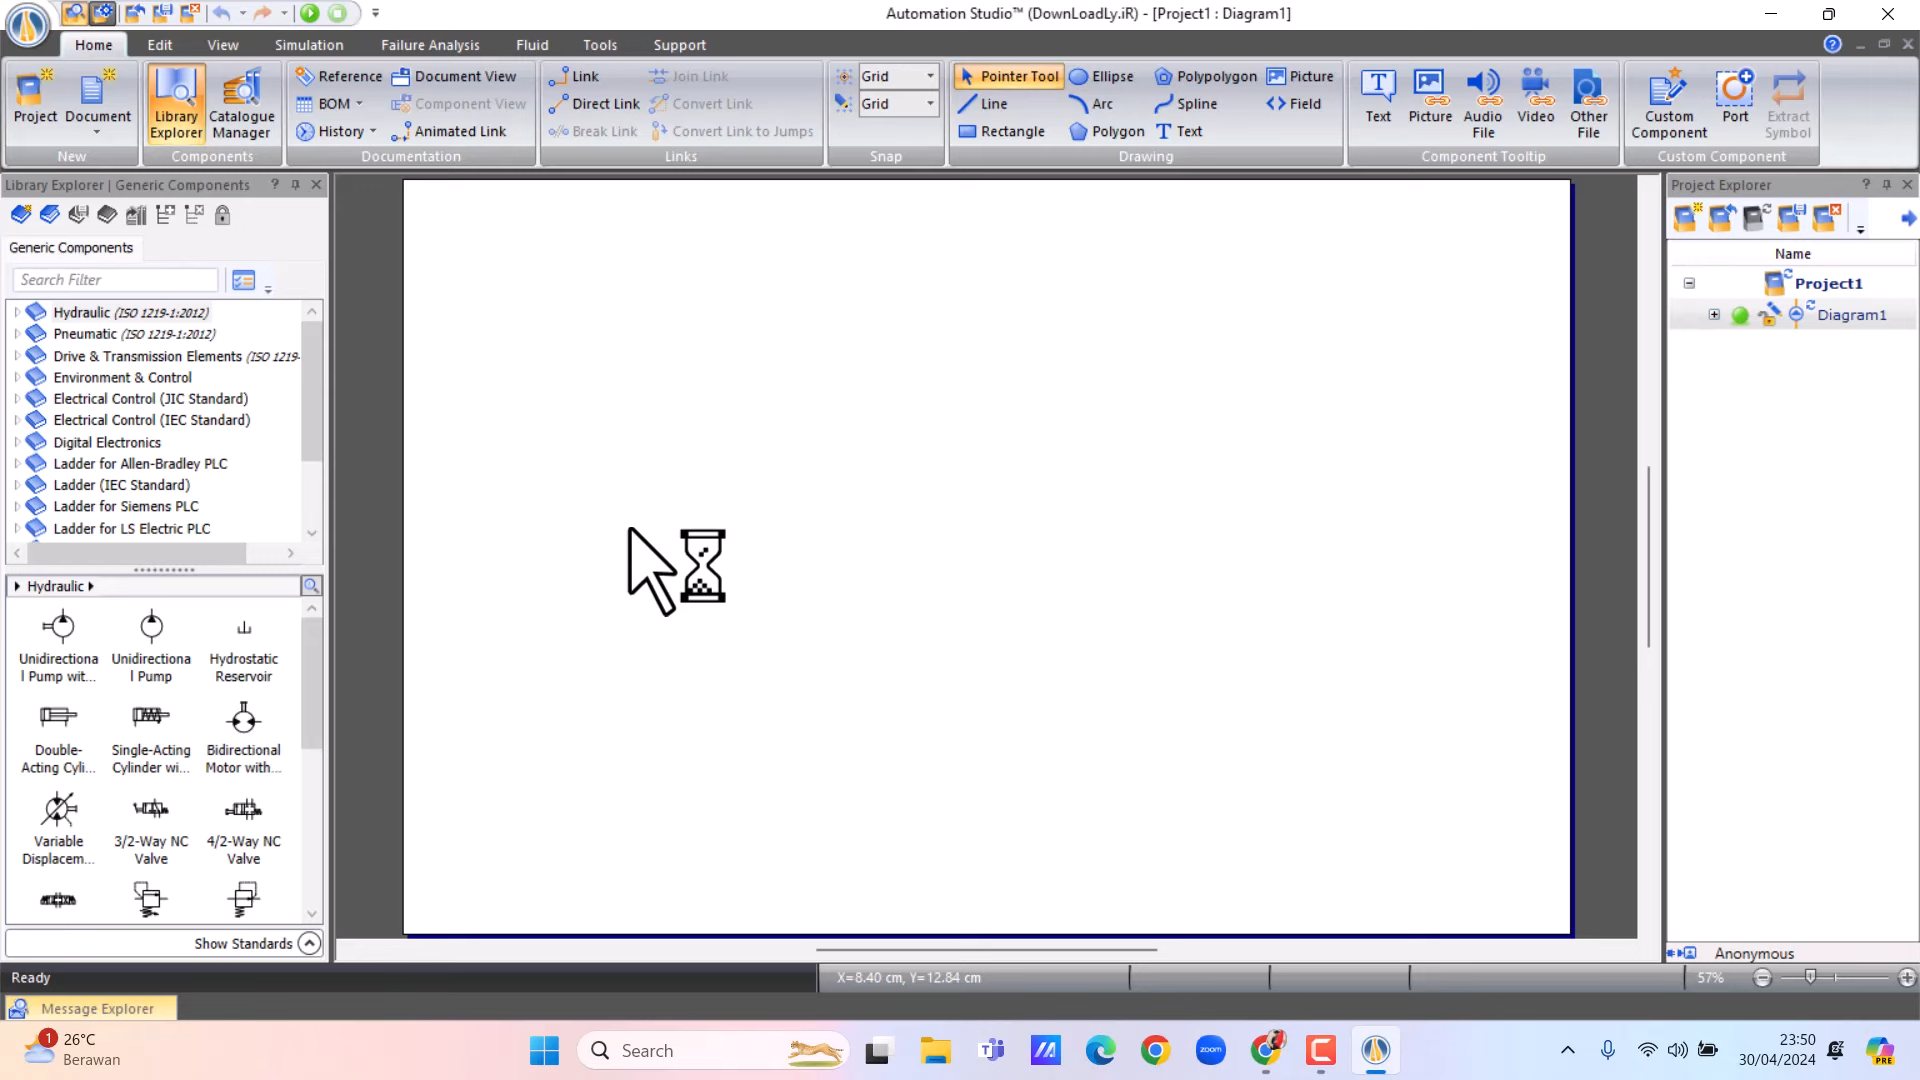 Automation Studio™ (DownLoadLy.iR) - [Project1 : Diagram1]
Home Edit View Simulation Failure Analysis Fluid Tools Support
Project Document
New
Library Explorer Catalogue Manager
Components
Reference Document View
BOM Component View
History Animated Link
Documentation
Link Join Link
Direct Link Convert Link
Break Link Convert Link to Jumps
Links
Grid
Grid
Snap
Pointer Tool Ellipse Polypolygon Picture
Line Arc Spline Field
Rectangle Polygon Text
Drawing
Text Picture Audio File Video Other File
Component Tooltip
Custom Component Port Extract Symbol
Custom Component
Library Explorer | Generic Components
Generic Components
Search Filter
Hydraulic (ISO 1219-1:2012)
Pneumatic (ISO 1219-1:2012)
Drive & Transmission Elements (ISO 1219-
Environment & Control
Electrical Control (JIC Standard)
Electrical Control (IEC Standard)
Digital Electronics
Ladder for Allen-Bradley PLC
Ladder (IEC Standard)
Ladder for Siemens PLC
Ladder for LS Electric PLC
Hydraulic
Unidirectiona l Pump wit...
Unidirectiona l Pump
Hydrostatic Reservoir
Double- Acting Cyli...
Single-Acting Cylinder wi...
Bidirectional Motor with...
Variable Displacem...
3/2-Way NC Valve
4/2-Way NC Valve
Show Standards
Project Explorer
Name
Project1
Diagram1
Anonymous
Ready
X=8.40 cm, Y=12.84 cm
57%
Message Explorer
1
26°C
Berawan
Search
zoom
23:50
30/04/2024
PRE